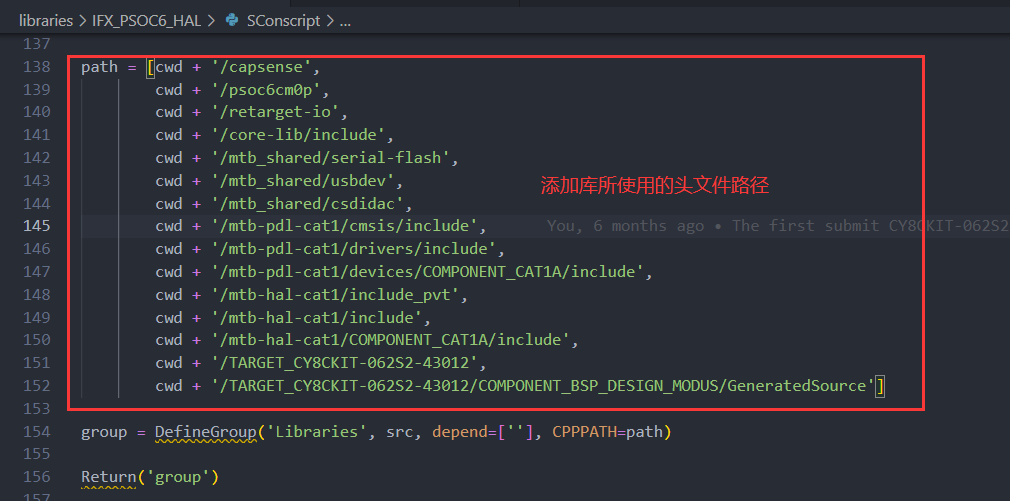 libraries > IFX_PSOC6_HAL > SConscript > ...
137
138 path = [cwd + '/capsense',
139 cwd + '/psoc6cm0p',
140 cwd + '/retarget-io',
141 cwd + '/core-lib/include',
142 cwd + '/mtb_shared/serial-flash',
143 cwd + '/mtb_shared/usbdev',
添加库所使用的头文件路径
144 cwd + '/mtb_shared/csdidac',
145 cwd + '/mtb-pdl-cat1/cmsis/include', You, 6 months ago • The first submit CY8CKIT-062S2
146 cwd + '/mtb-pdl-cat1/drivers/include',
147 cwd + '/mtb-pdl-cat1/devices/COMPONENT_CAT1A/include',
148 cwd + '/mtb-hal-cat1/include_pvt',
149 cwd + '/mtb-hal-cat1/include',
150 cwd + '/mtb-hal-cat1/COMPONENT_CAT1A/include',
151 cwd + '/TARGET_CY8CKIT-062S2-43012',
152 cwd + '/TARGET_CY8CKIT-062S2-43012/COMPONENT_BSP_DESIGN_MODUS/GeneratedSource']
153
154 group = DefineGroup('Libraries', src, depend=[''], CPPPATH=path)
155
156 Return('group')
157